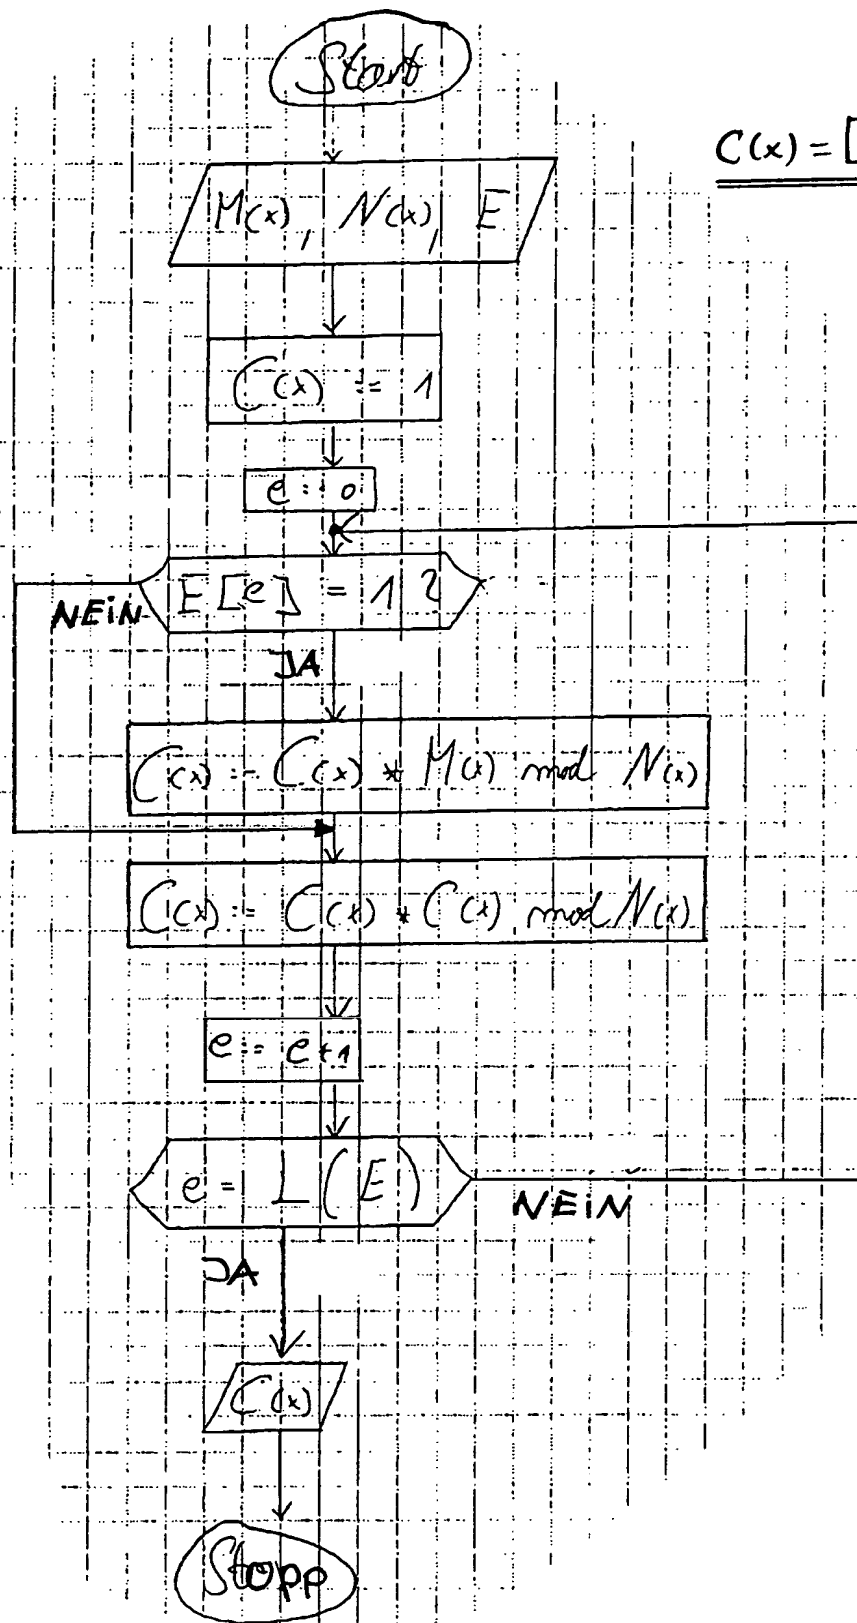 Start
C(x) = [
M(x), N(x), E
C(x) := 1
e := 0
E[e] = 1 ?
NEiN
JA
C(x) := C(x) * M(x) mod N(x)
C(x) := C(x) * C(x) mod N(x)
e := e+1
e = L(E)
NEiN
JA
C(x)
Stopp